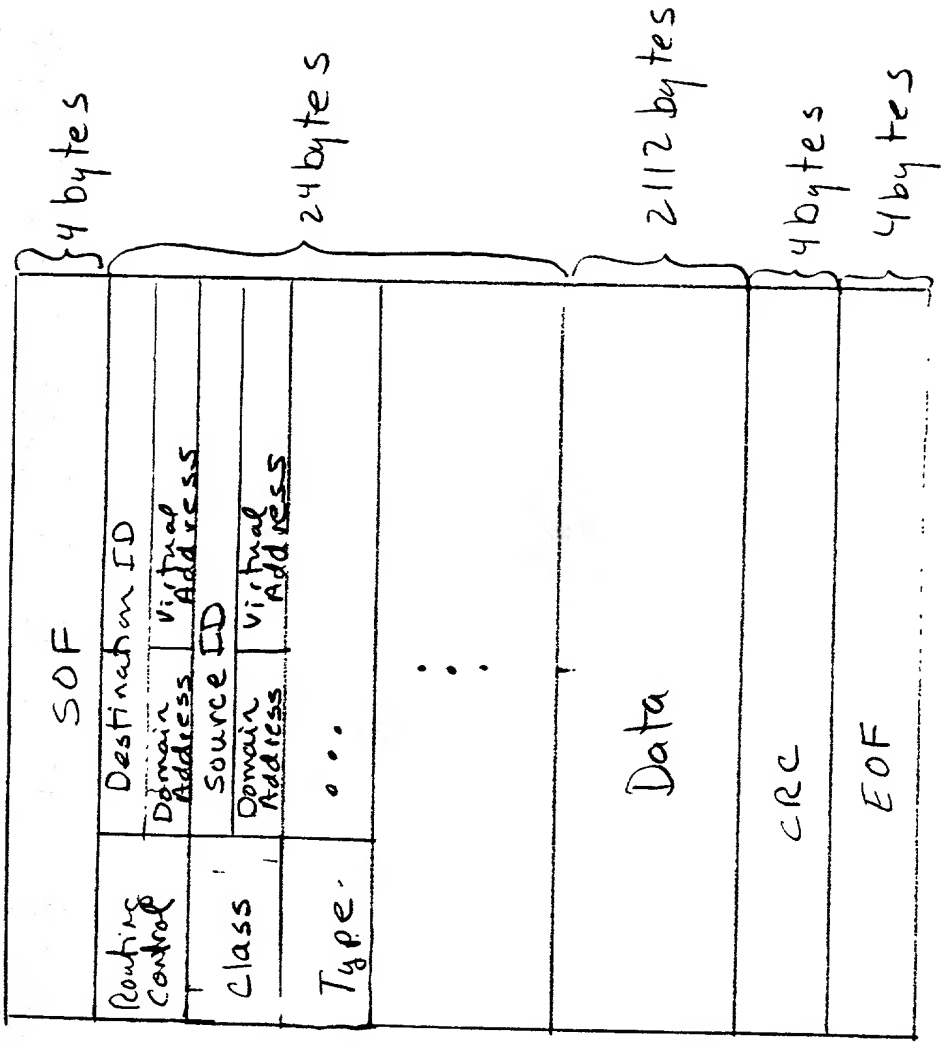 SOF
4 bytes
Routing
Control
Destination ID
Domain
Address
Virtual
Address
Class
Source ID
Domain
Address
Virtual
Address
Type
...
24 bytes
Data
2112 bytes
CRC
4 bytes
EOF
4 bytes